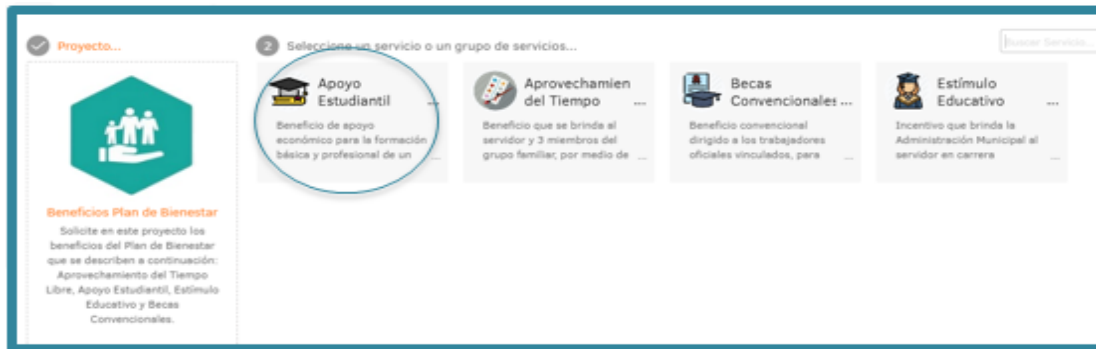 Proyecto...
2 Seleccione un servicio o un grupo de servicios...
Buscar Servicio...
Apoyo
Estudiantil ...
Beneficio de apoyo
económico para la formación
básica y profesional de un ...
Aprovechamien
del Tiempo ...
Beneficio que se brinda al
servidor y 3 miembros del
grupo familiar, por medio de ...
Becas
Convencionales ...
Beneficio convencional
dirigido a los trabajadores
oficiales vinculados, para ...
Estímulo
Educativo ...
Incentivo que brinda la
Administración Municipal al
servidor en carrera ...
Beneficios Plan de Bienestar
Solicite en este proyecto los
beneficios del Plan de Bienestar
que se describen a continuación:
Aprovechamiento del Tiempo
Libre, Apoyo Estudiantil, Estímulo
Educativo y Becas
Convencionales.